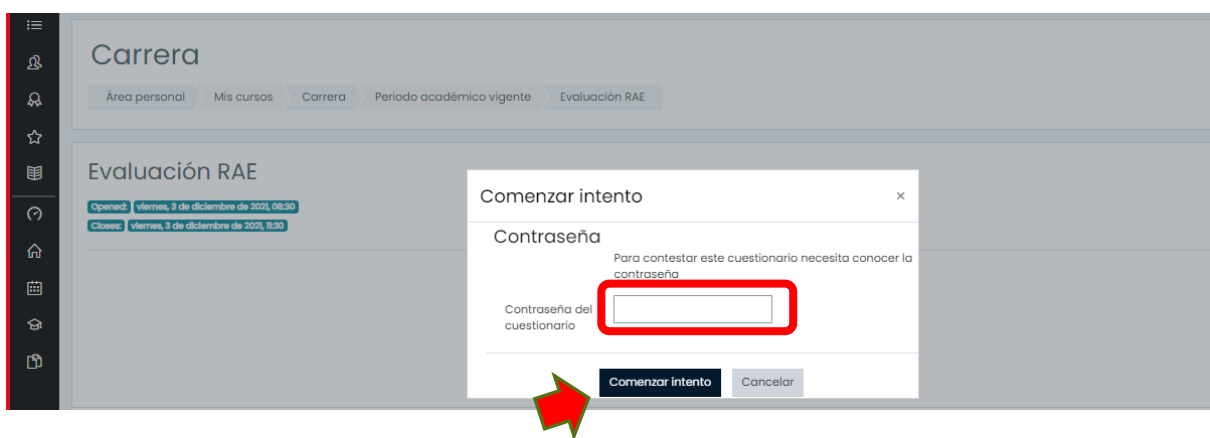 Carrera
Área personal Mis cursos Carrera Periodo académico vigente Evaluación RAE
Evaluación RAE
Opened: viernes, 3 de diciembre de 2021, 08:30
Closes: viernes, 3 de diciembre de 2021, 11:30
Comenzar intento ×
Contraseña
Para contestar este cuestionario necesita conocer la
contraseña
Contraseña del
cuestionario
Comenzar intento Cancelar